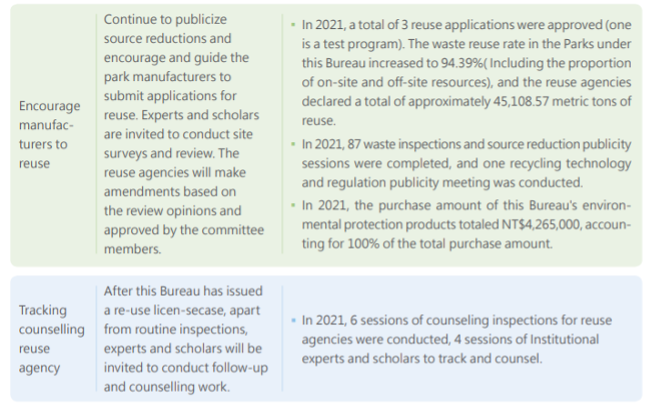 Encourage
manufac-
turers to
reuse
Continue to publicize
source reductions and
encourage and guide the
park manufacturers to
submit applications for
reuse. Experts and scholars
are invited to conduct site
surveys and review. The
reuse agencies will make
amendments based on
the review opinions and
approved by the committee
members.
• In 2021, a total of 3 reuse applications were approved (one
is a test program). The waste reuse rate in the Parks under
this Bureau increased to 94.39%( Including the proportion
of on-site and off-site resources), and the reuse agencies
declared a total of approximately 45,108.57 metric tons of
reuse.
• In 2021, 87 waste inspections and source reduction publicity
sessions were completed, and one recycling technology
and regulation publicity meeting was conducted.
• In 2021, the purchase amount of this Bureau's environ-
mental protection products totaled NT$4,265,000, accoun-
ting for 100% of the total purchase amount.
Tracking
counselling
reuse
agency
After this Bureau has issued
a re-use licen-secase, apart
from routine inspections,
experts and scholars will be
invited to conduct follow-up
and counselling work.
• In 2021, 6 sessions of counseling inspections for reuse
agencies were conducted, 4 sessions of Institutional
experts and scholars to track and counsel.